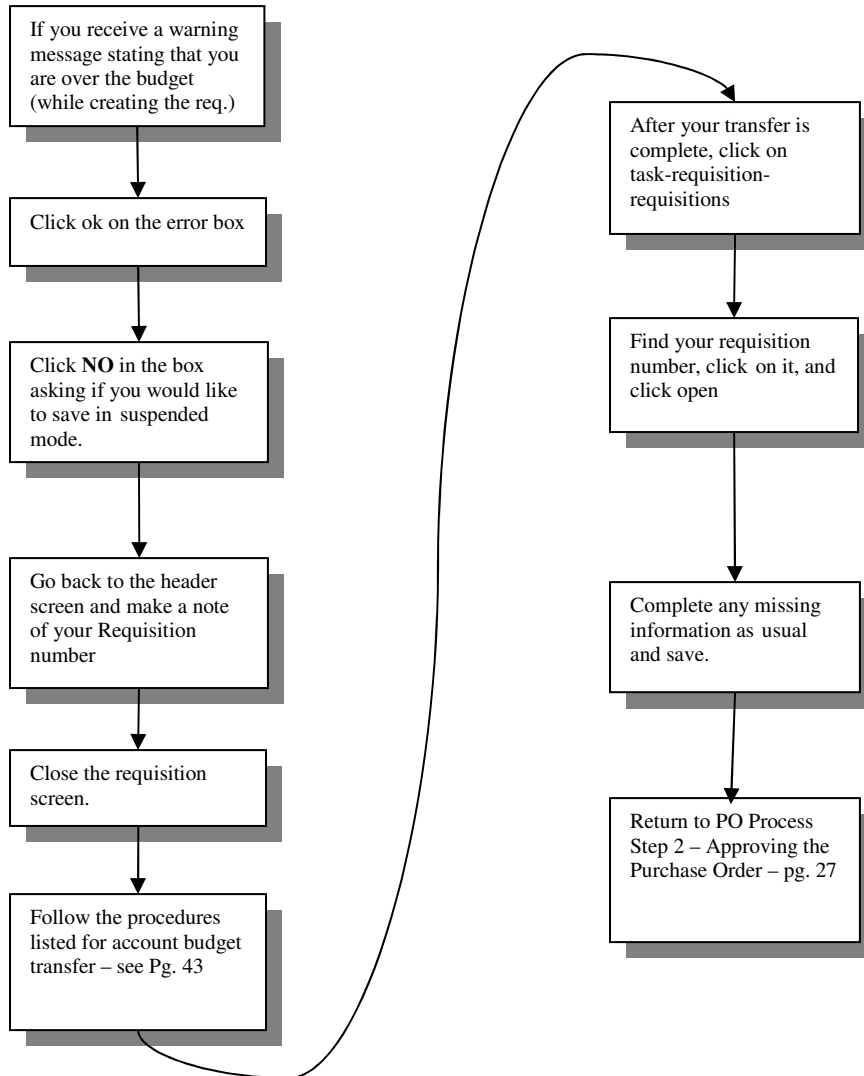 If you receive a warning
message stating that you
are over the budget
(while creating the req.)
Click ok on the error box
Click NO in the box
asking if you would like
to save in suspended
mode.
Go back to the header
screen and make a note
of your Requisition
number
Close the requisition
screen.
Follow the procedures
listed for account budget
transfer – see Pg. 43
After your transfer is
complete, click on
task-requisition-
requisitions
Find your requisition
number, click on it, and
click open
Complete any missing
information as usual
and save.
Return to PO Process
Step 2 – Approving the
Purchase Order – pg. 27